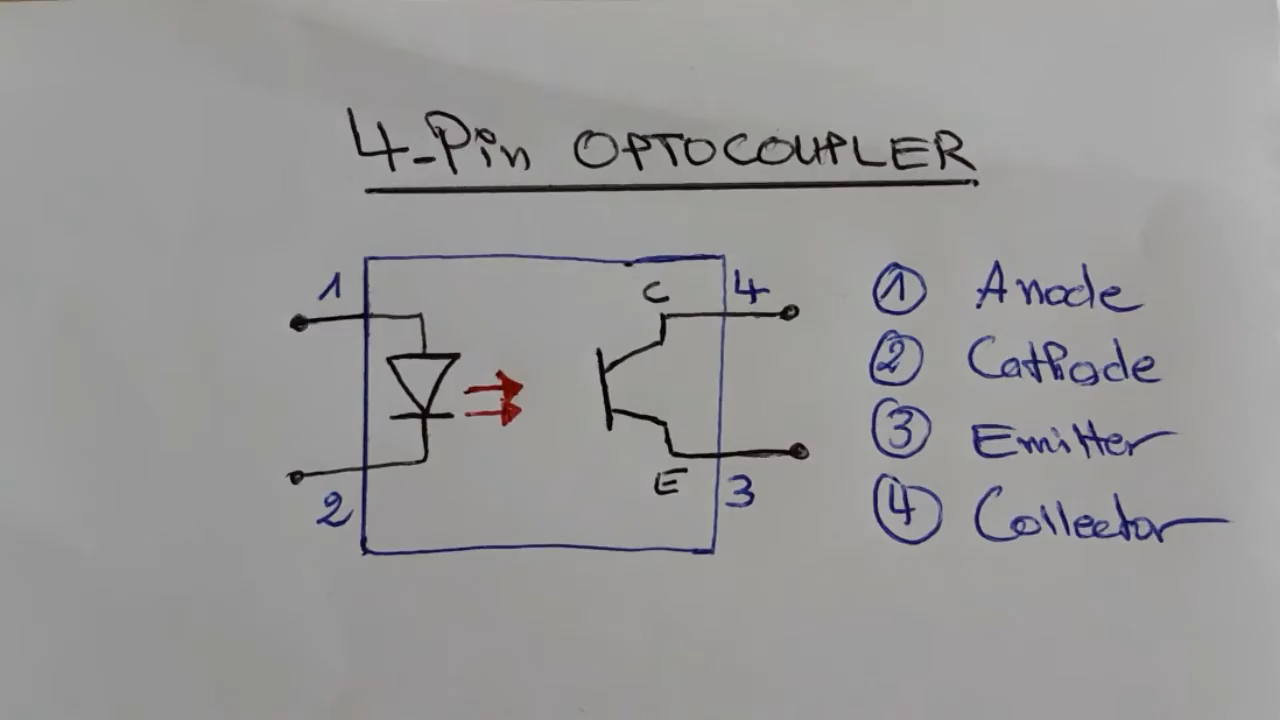 4-Pin OPTOCOUPLER
1
C
4
2
E
3
① Anode
② Cathode
③ Emitter
④ Collector